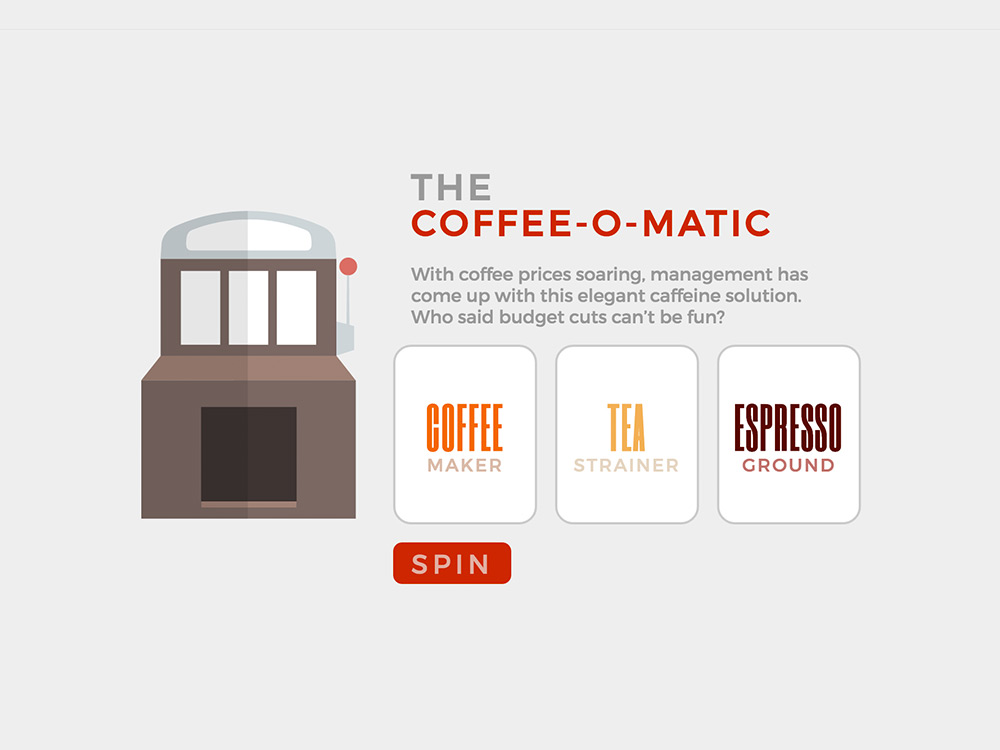 THE
COFFEE-O-MATIC
With coffee prices soaring, management has
come up with this elegant caffeine solution.
Who said budget cuts can't be fun?
COFFEE
MAKER
TEA
STRAINER
ESPRESSO
GROUND
SPIN